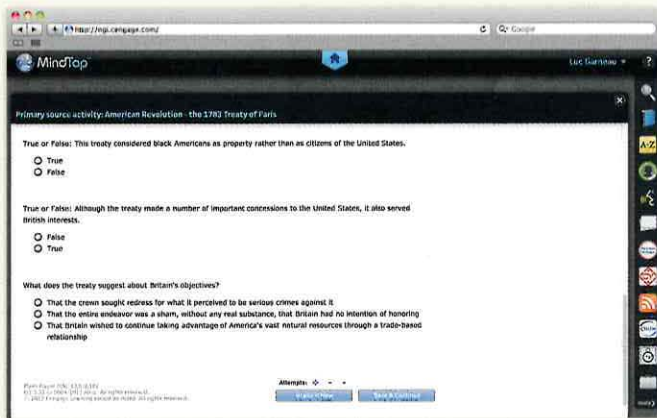 http://ngl.cengage.com/
Google
MindTap
Luc Garneau
?
Primary source activity: American Revolution - the 1783 Treaty of Paris
A-Z
True or False: This treaty considered black Americans as property rather than as citizens of the United States.
True
False
True or False: Although the treaty made a number of important concessions to the United States, it also served
British interests.
False
True
What does the treaty suggest about Britain's objectives?
That the crown sought redress for what it perceived to be serious crimes against it
That the entire endeavor was a sham, without any real substance, that Britain had no intention of honoring
That Britain wished to continue taking advantage of America's vast natural resources through a trade-based
relationship
Attempts:
Save & Continue